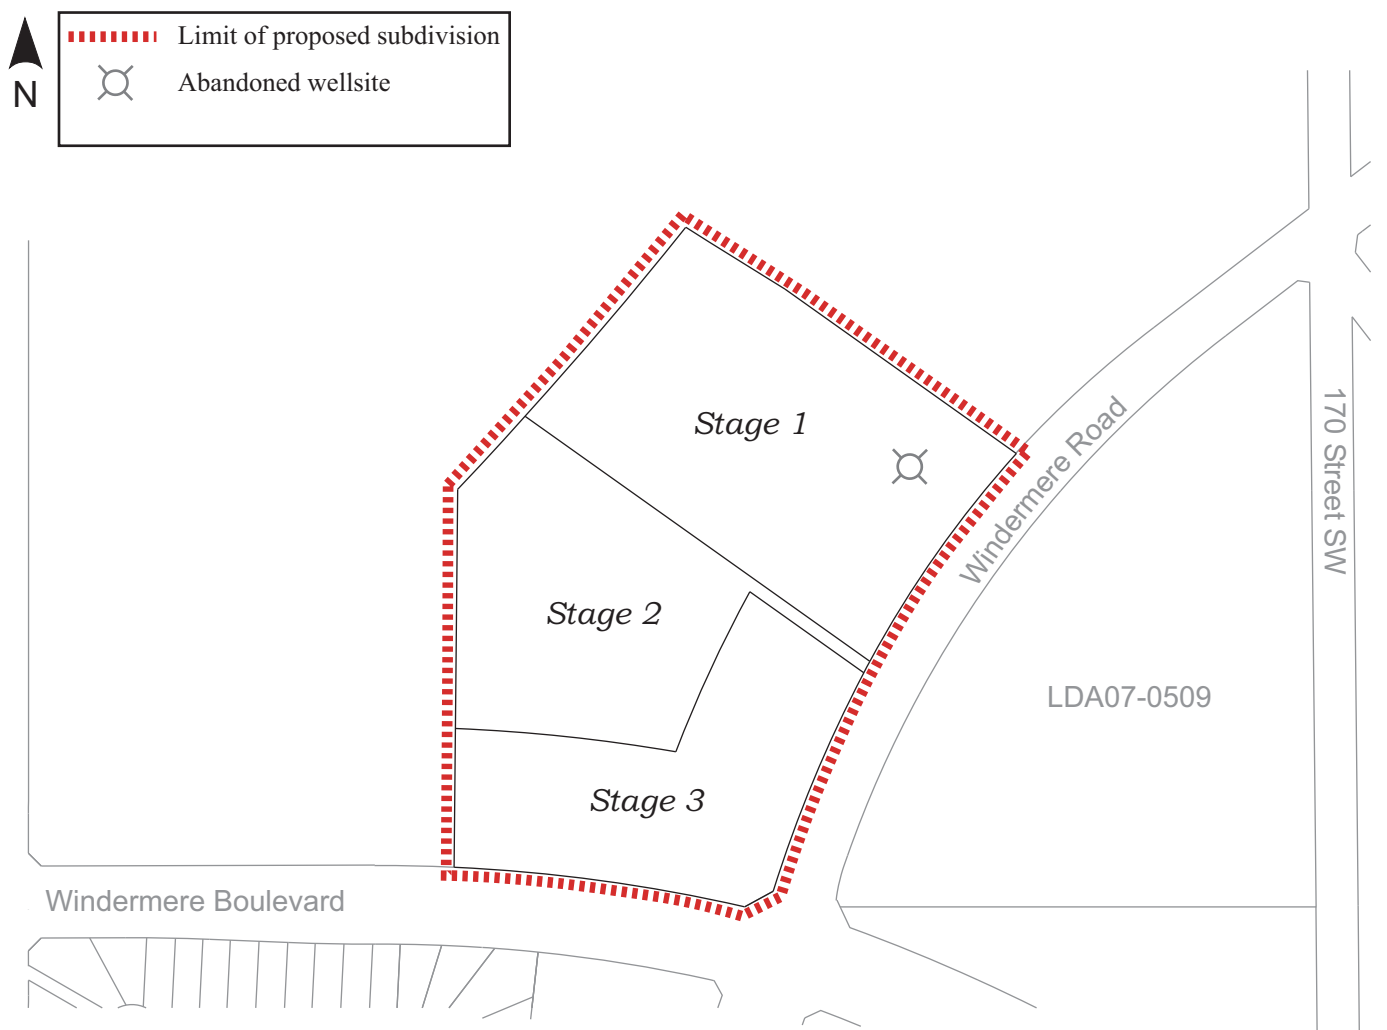 Limit of proposed subdivision
Abandoned wellsite
N
Stage 1
Windermere Road
170 Street SW
Stage 2
LDA07-0509
Stage 3
Windermere Boulevard